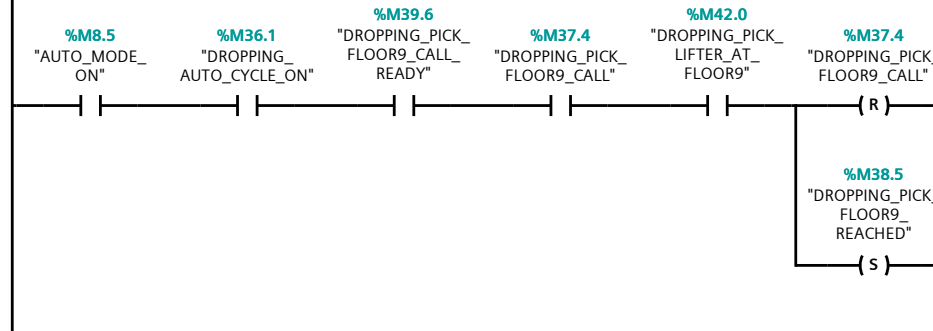 %M8.5
"AUTO_MODE_
ON"
%M36.1
"DROPPING_
AUTO_CYCLE_ON"
%M39.6
"DROPPING_PICK_
FLOOR9_CALL_
READY"
%M37.4
"DROPPING_PICK_
FLOOR9_CALL"
%M42.0
"DROPPING_PICK_
LIFTER_AT_
FLOOR9"
%M37.4
"DROPPING_PICK_
FLOOR9_CALL"
R
%M38.5
"DROPPING_PICK_
FLOOR9_
REACHED"
S